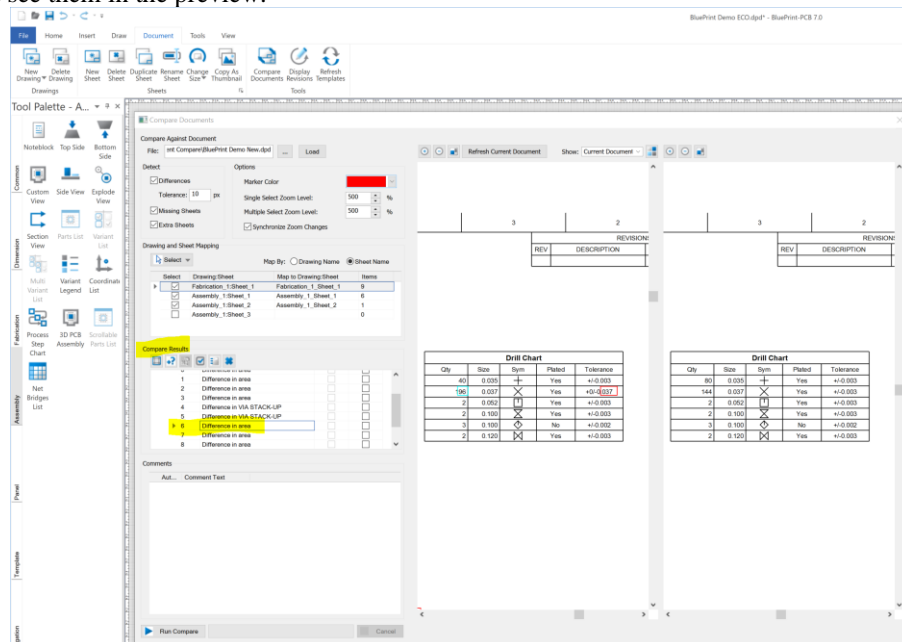 see them in the preview.
BluePrint Demo ECO.dpd* - BluePrint-PCB 7.0
File Home Insert Draw Document Tools View
New Drawing Delete Drawing New Sheet Delete Sheet Duplicate Sheet Rename Sheet Change Size Copy As Thumbnail Compare Documents Display Revisions Refresh Templates
Drawings Sheets Tools
Tool Palette - A...
Common
Dimension
Fabrication
Assembly
Panel
Template
Noteblock Top Side Bottom Side
Custom View Side View Explode View
Section View Parts List Variant List
Multi Variant List Variant Legend Coordinate List
Process Step Chart 3D PCB Assembly Scrollable Parts List
Net Bridges List
Compare Documents
Compare Against Document
File: ent Compare\BluePrint Demo New.dpd ... Load
Detect Options
Differences Marker Color
Tolerance: 10 px Single Select Zoom Level: 500 %
Missing Sheets Multiple Select Zoom Level: 500 %
Extra Sheets Synchronize Zoom Changes
Drawing and Sheet Mapping
Select Map By: Drawing Name Sheet Name
Select Drawing:Sheet Map to Drawing:Sheet Items
Fabrication_1:Sheet_1 Fabrication_1_Sheet_1 9
Assembly_1:Sheet_1 Assembly_1_Sheet_1 6
Assembly_1:Sheet_2 Assembly_1_Sheet_2 1
Assembly_1:Sheet_3 0
Compare Results
1 Difference in area
2 Difference in area
3 Difference in area
4 Difference in VIA STACK-UP
5 Difference in VIA STACK-UP
6 Difference in area
7 Difference in area
8 Difference in area
Comments
Aut... Comment Text
Run Compare Cancel
Refresh Current Document Show: Current Document
3 2
REVISIONS
REV DESCRIPTION
Drill Chart
Qty Size Sym Plated Tolerance
40 0.035 Yes +/-0.003
196 0.037 Yes +0/-0.037
2 0.052 Yes +/-0.003
2 0.100 Yes +/-0.003
3 0.100 No +/-0.002
2 0.120 Yes +/-0.003
3 2
REVISIONS
REV DESCRIPTION
Drill Chart
Qty Size Sym Plated Tolerance
80 0.035 Yes +/-0.003
144 0.037 Yes +/-0.003
2 0.052 Yes +/-0.003
2 0.100 Yes +/-0.003
3 0.100 No +/-0.002
2 0.120 Yes +/-0.003